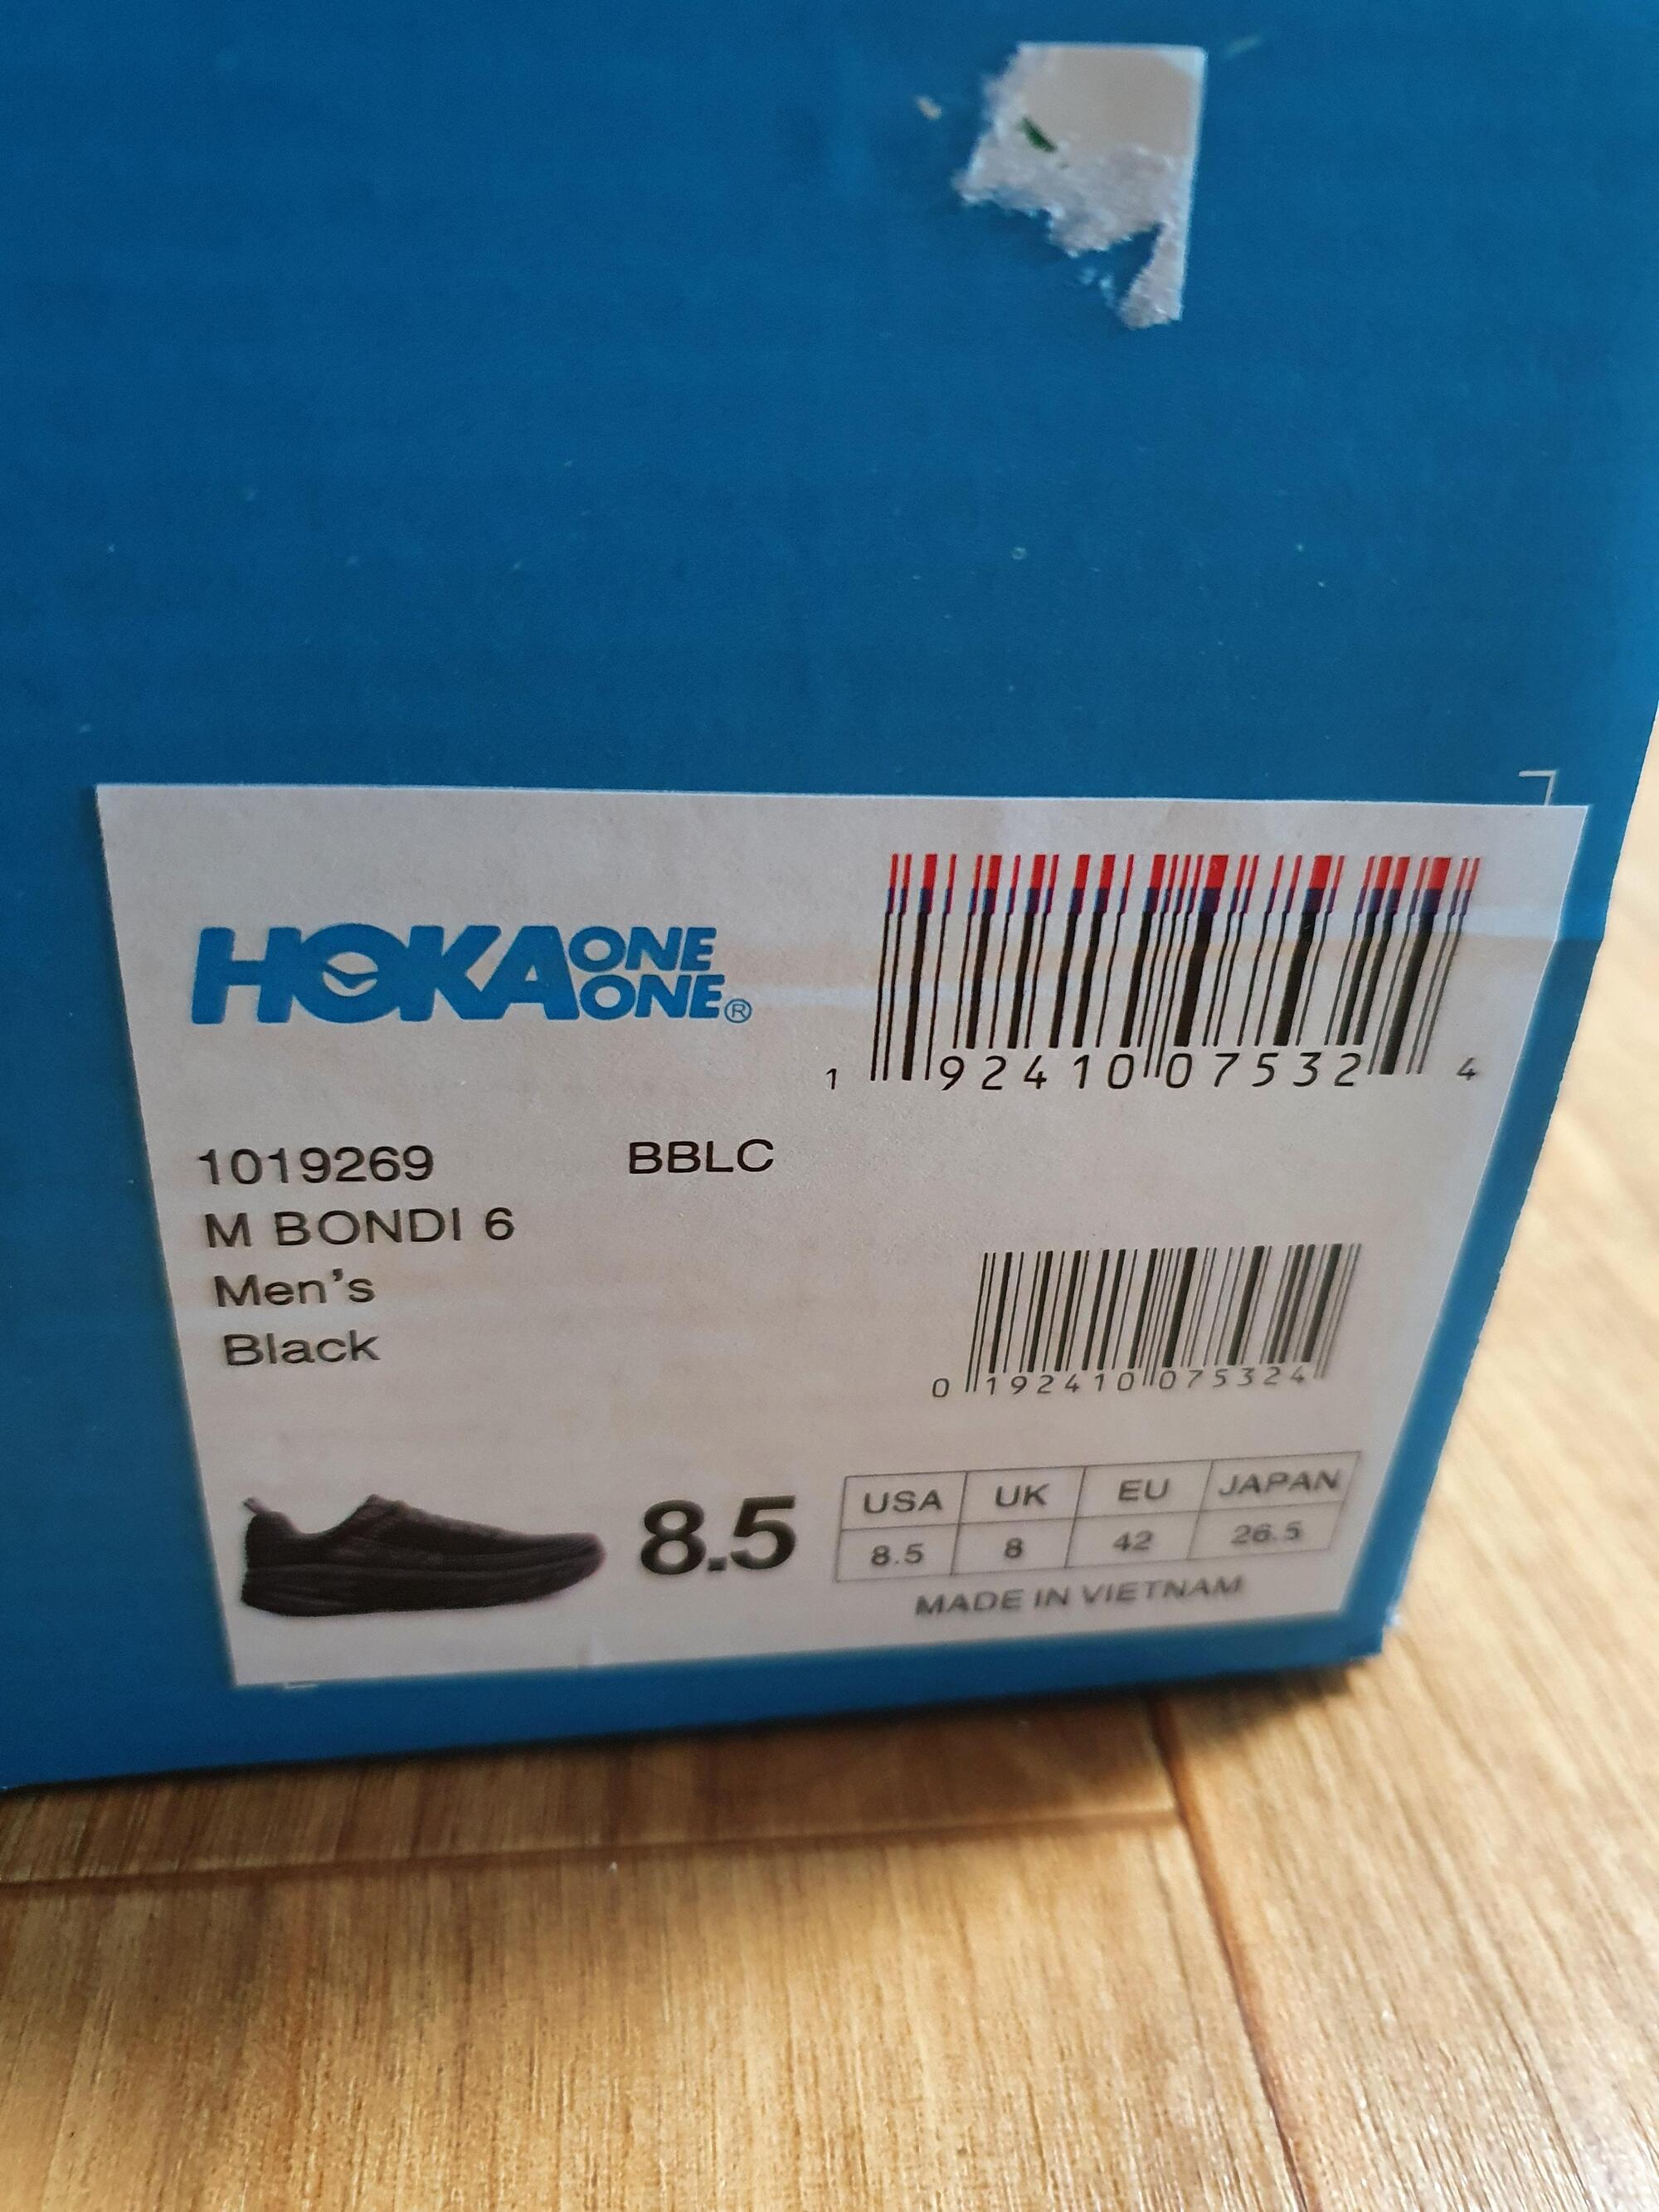 HOKA ONE ONE®
1 92410 07532 4
1019269 BBLC
M BONDI 6
Men's
Black
0 192410 075324
8.5
USA UK EU JAPAN
8.5 8 42 26.5
MADE IN VIETNAM